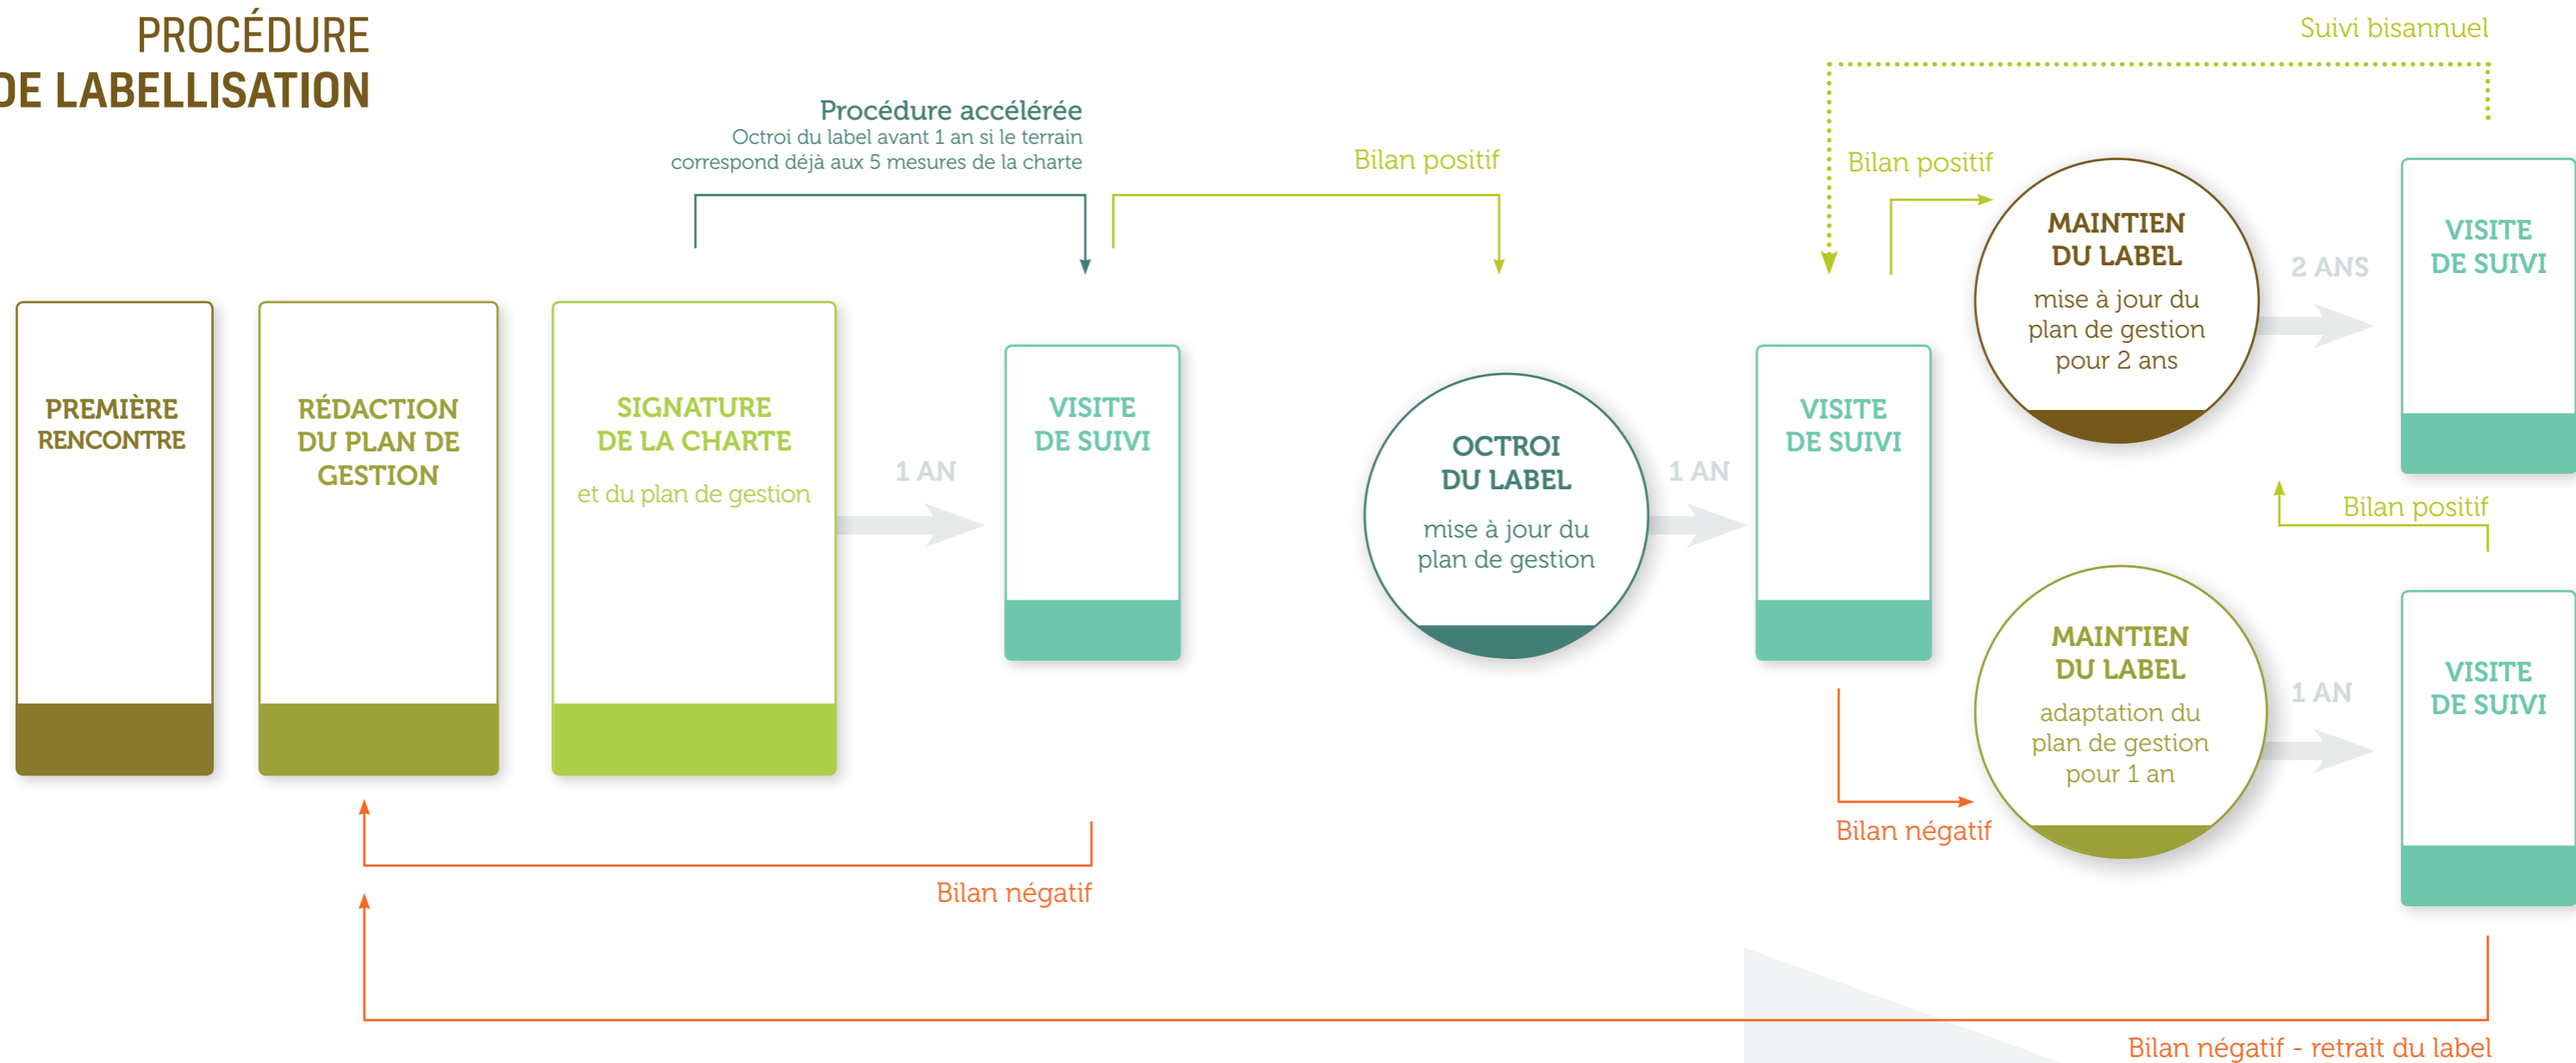 PROCÉDURE
DE LABELLISATION
Suivi bisannuel
Procédure accélérée
Octroi du label avant 1 an si le terrain
correspond déjà aux 5 mesures de la charte
Bilan positif
Bilan positif
PREMIÈRE
RENCONTRE
RÉDACTION
DU PLAN DE
GESTION
SIGNATURE
DE LA CHARTE
et du plan de gestion
1 AN
VISITE
DE SUIVI
OCTROI
DU LABEL
mise à jour du
plan de gestion
1 AN
VISITE
DE SUIVI
MAINTIEN
DU LABEL
mise à jour du
plan de gestion
pour 2 ans
2 ANS
VISITE
DE SUIVI
Bilan positif
MAINTIEN
DU LABEL
adaptation du
plan de gestion
pour 1 an
1 AN
VISITE
DE SUIVI
Bilan négatif
Bilan négatif
Bilan négatif - retrait du label